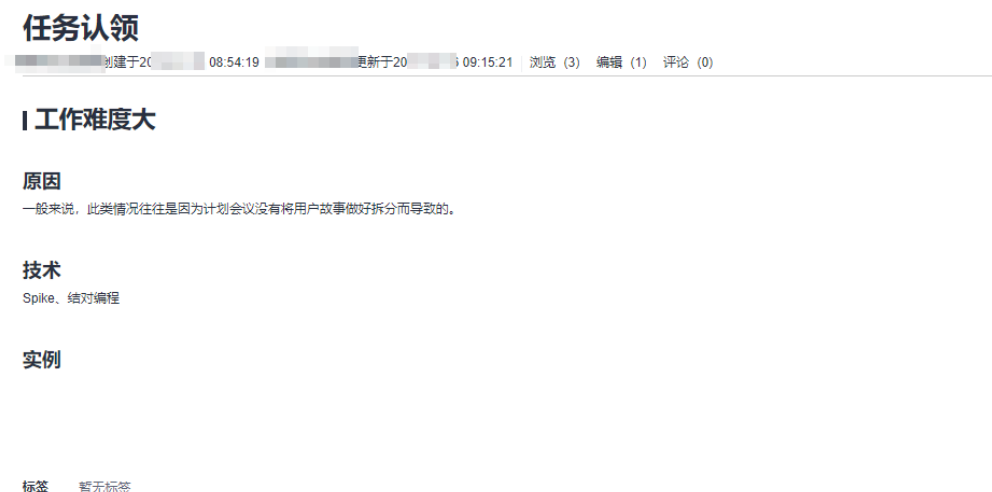 任务认领
创建于20 08:54:19 更新于20 09:15:21 浏览 (3) 编辑 (1) 评论 (0)
工作难度大
原因
一般来说，此类情况往往是因为计划会议没有将用户故事做好拆分而导致的。
技术
Spike、结对编程
实例
标签 暂无标签